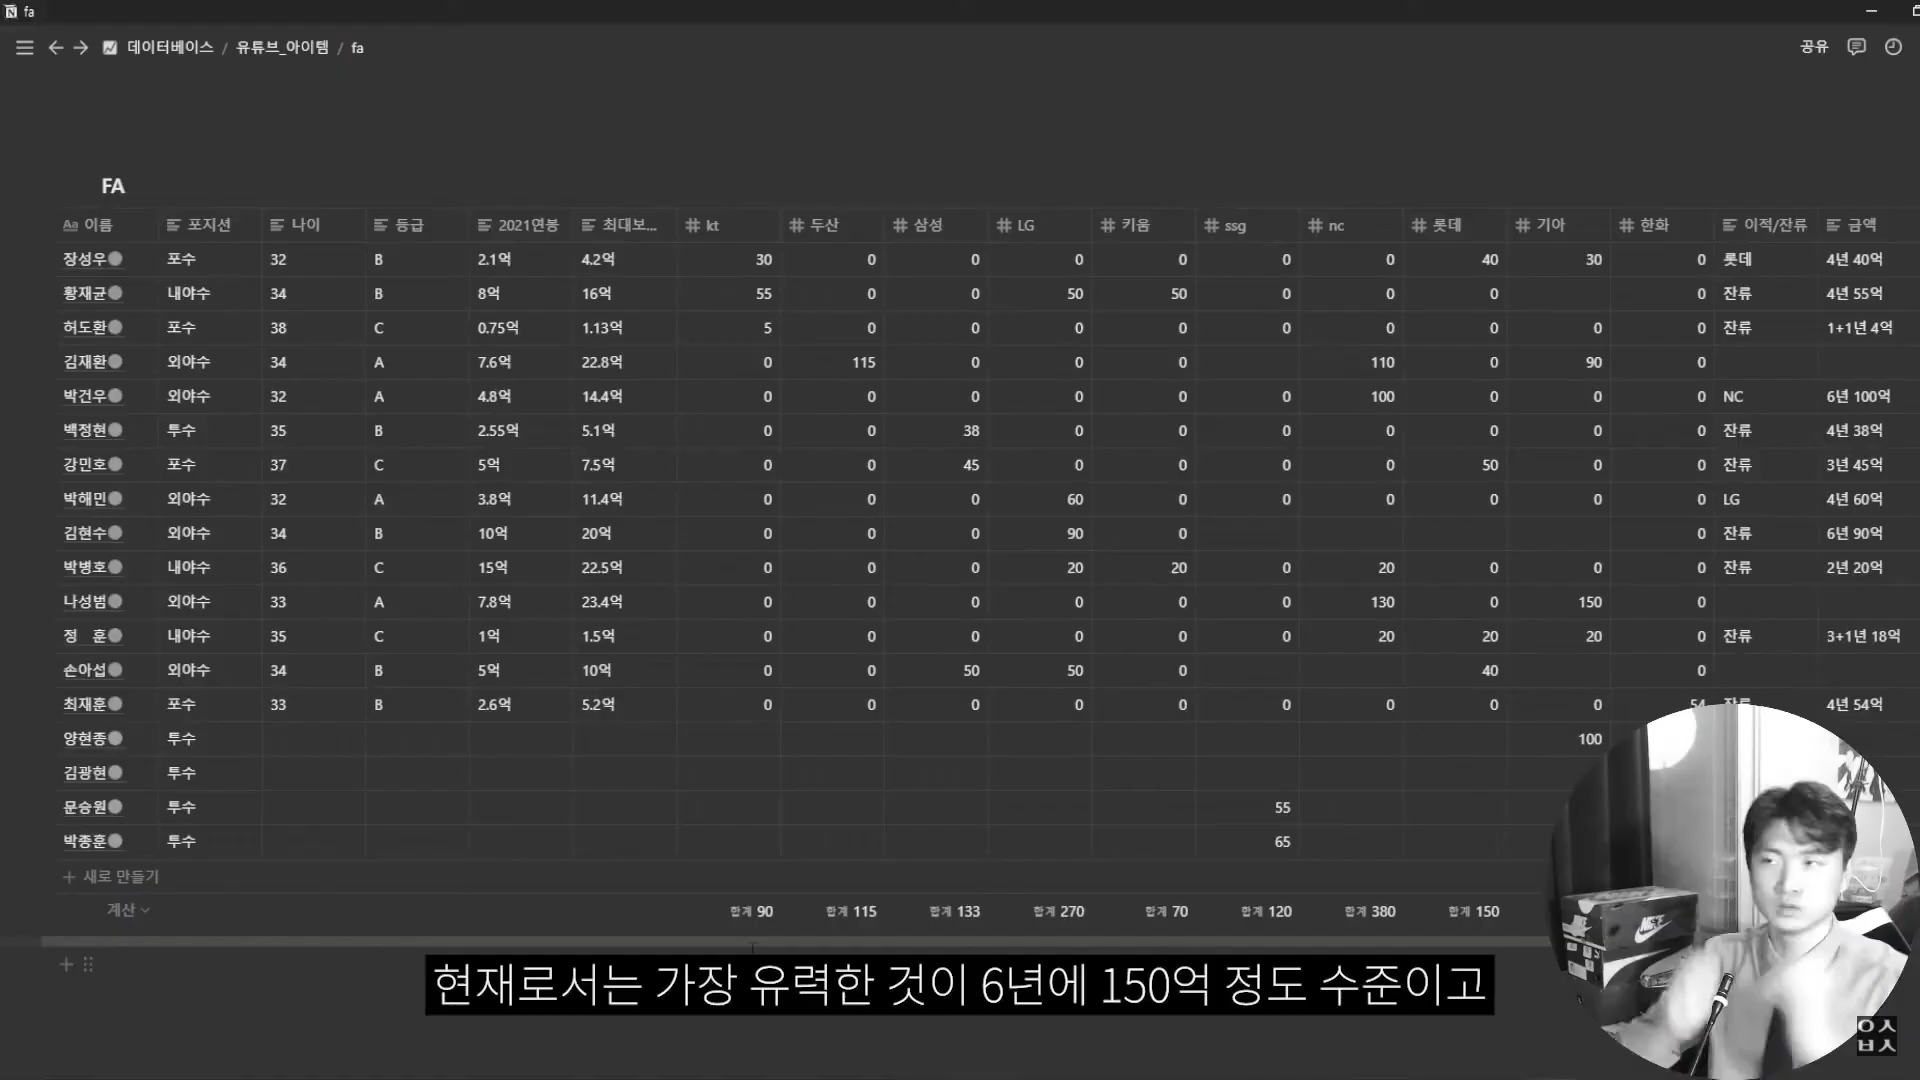 fa
데이터베이스 / 유튜브_아이템 / fa 공유
FA
Aa 이름 포지션 나이 등급 2021연봉 최대보... # kt # 두산 # 삼성 # LG # 키움 # ssg # nc # 롯데 # 기아 # 한화 이적/잔류 금액
장성우 포수 32 B 2.1억 4.2억 30 0 0 0 0 0 0 40 30 0 롯데 4년 40억
황재균 내야수 34 B 8억 16억 55 0 0 50 50 0 0 0 0 잔류 4년 55억
허도환 포수 38 C 0.75억 1.13억 5 0 0 0 0 0 0 0 0 0 잔류 1+1년 4억
김재환 외야수 34 A 7.6억 22.8억 0 115 0 0 0 110 0 90 0
박건우 외야수 32 A 4.8억 14.4억 0 0 0 0 0 0 100 0 0 0 NC 6년 100억
백정현 투수 35 B 2.55억 5.1억 0 0 38 0 0 0 0 0 0 0 잔류 4년 38억
강민호 포수 37 C 5억 7.5억 0 0 45 0 0 0 0 50 0 0 잔류 3년 45억
박해민 외야수 32 A 3.8억 11.4억 0 0 0 60 0 0 0 0 0 0 LG 4년 60억
김현수 외야수 34 B 10억 20억 0 0 0 90 0 0 잔류 6년 90억
박병호 내야수 36 C 15억 22.5억 0 0 0 20 20 0 20 0 0 0 잔류 2년 20억
나성범 외야수 33 A 7.8억 23.4억 0 0 0 0 0 0 130 0 150 0
정 훈 내야수 35 C 1억 1.5억 0 0 0 0 0 0 20 20 20 0 잔류 3+1년 18억
손아섭 외야수 34 B 5억 10억 0 0 50 50 0 40 0
최재훈 포수 33 B 2.6억 5.2억 0 0 0 0 0 0 0 0 0 54 잔류 4년 54억
양현종 투수 100
김광현 투수
문승원 투수 55
박종훈 투수 65
+ 새로 만들기
계산 합계 90 합계 115 합계 133 합계 270 합계 70 합계 120 합계 380 합계 150
현재로서는 가장 유력한 것이 6년에 150억 정도 수준이고
NIKE
ㅇㅅ
ㅂㅅ